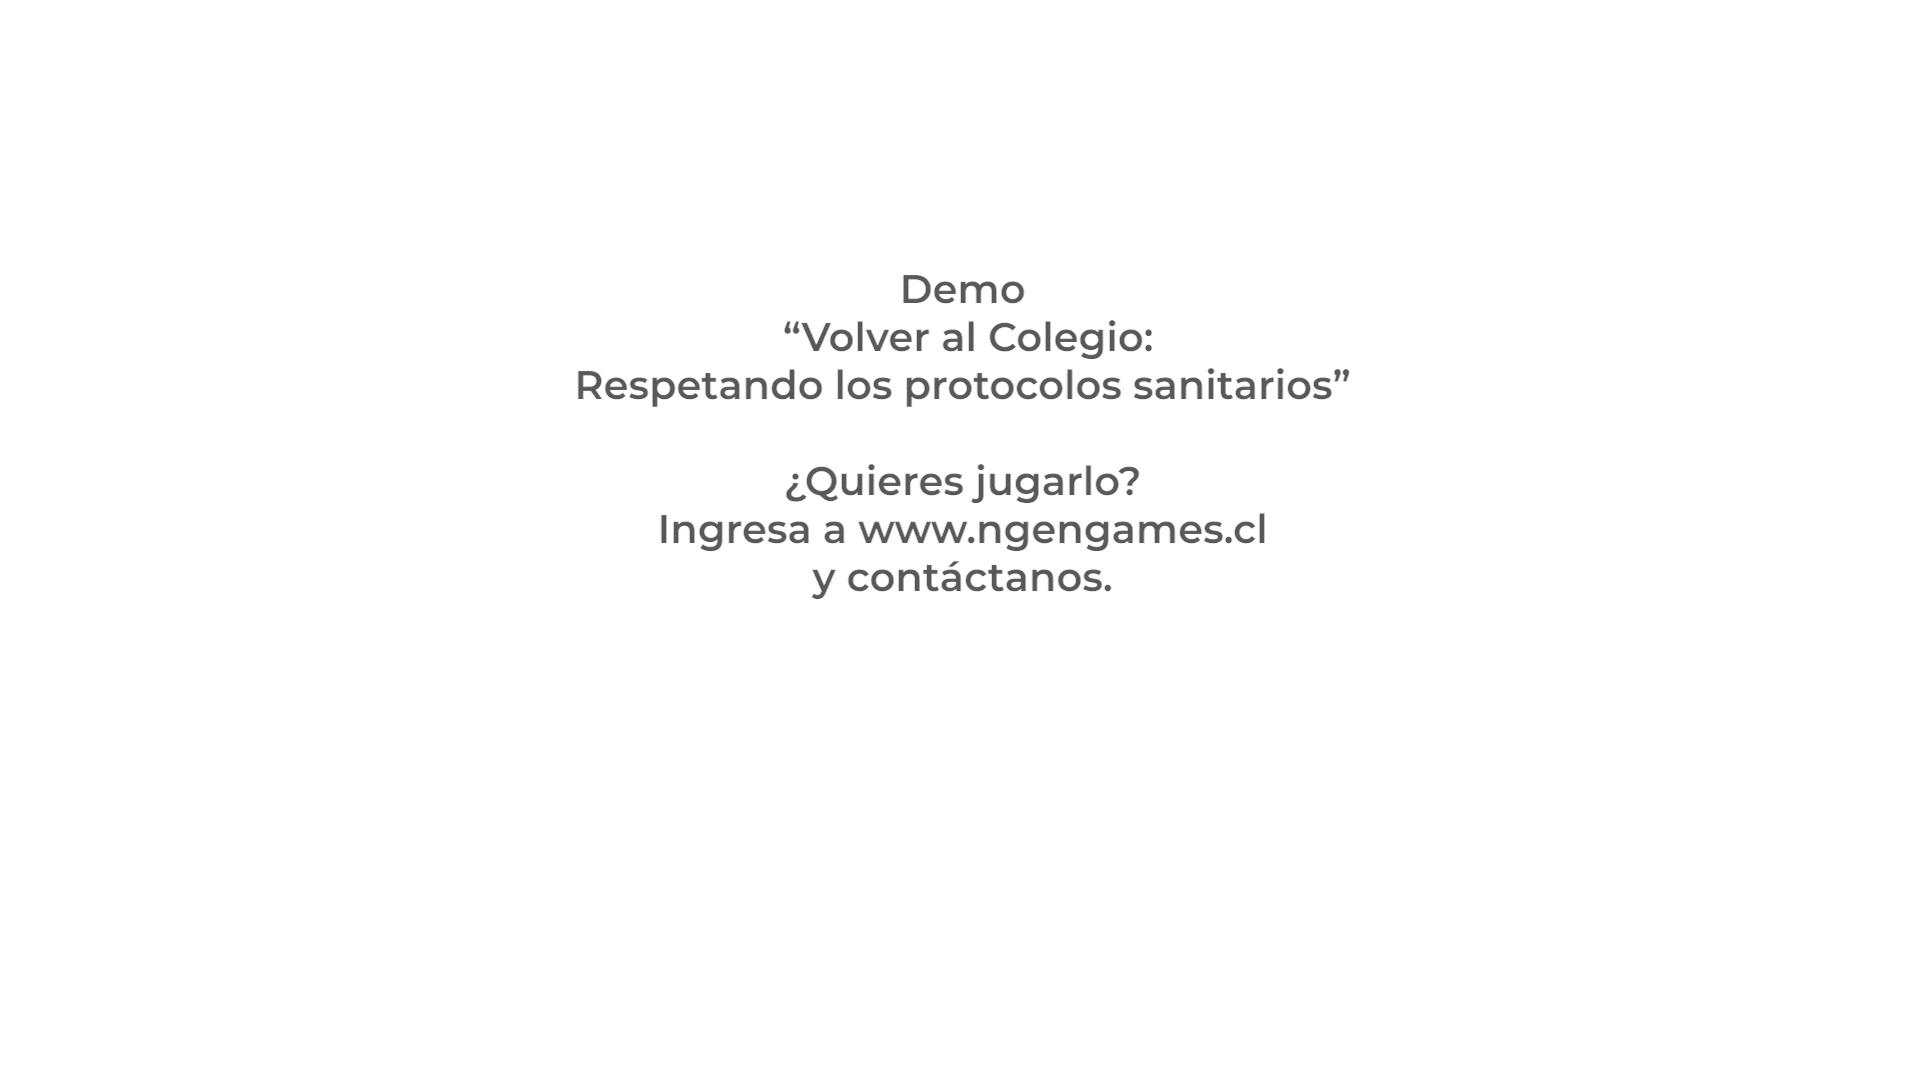 Demo
“Volver al Colegio:
Respetando los protocolos sanitarios”
¿Quieres jugarlo?
Ingresa a www.ngengames.cl
y contáctanos.